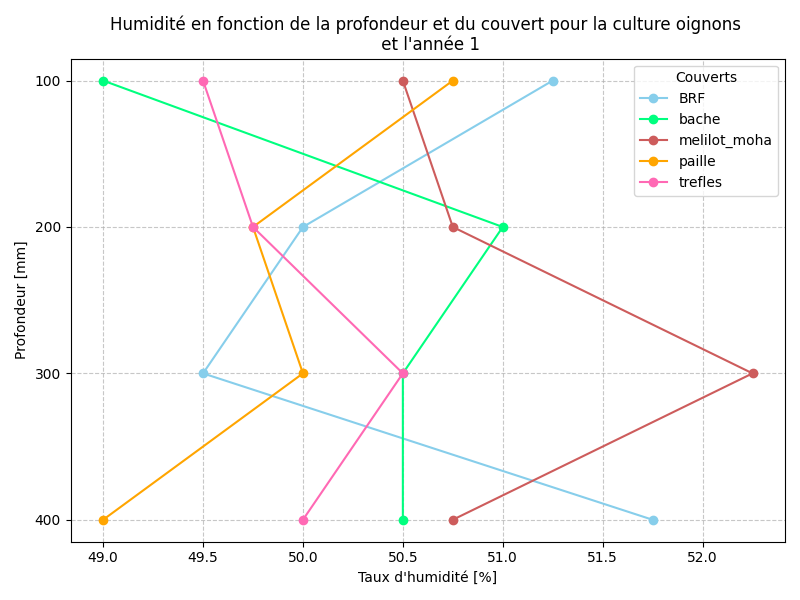 Humidité en fonction de la profondeur et du couvert pour la culture oignons
et l'année 1
Couverts
BRF
bache
melilot_moha
paille
trefles
Profondeur [mm]
100
200
300
400
49.0
49.5
50.0
50.5
51.0
51.5
52.0
Taux d'humidité [%]